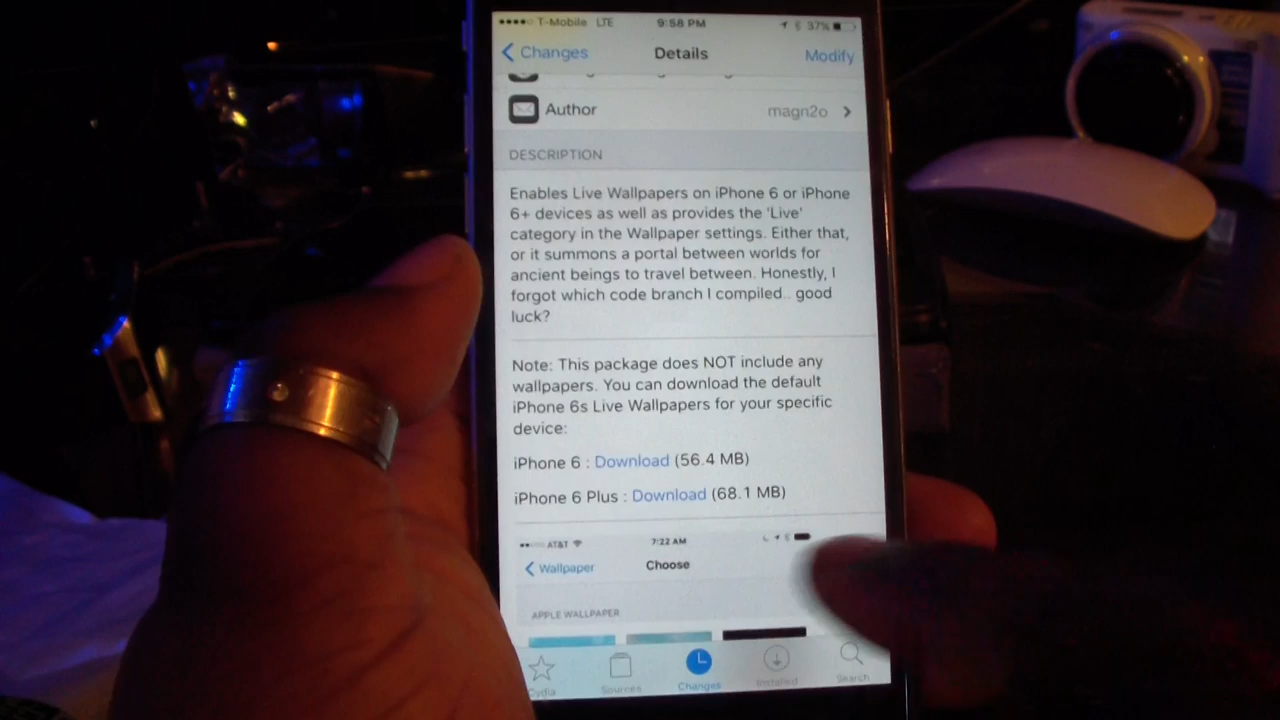 T-Mobile LTE 9:58 PM 37%
Changes Details Modify
Author magn2o
DESCRIPTION
Enables Live Wallpapers on iPhone 6 or iPhone
6+ devices as well as provides the 'Live'
category in the Wallpaper settings. Either that,
or it summons a portal between worlds for
ancient beings to travel between. Honestly, I
forgot which code branch I compiled.. good
luck?
Note: This package does NOT include any
wallpapers. You can download the default
iPhone 6s Live Wallpapers for your specific
device:
iPhone 6 : Download (56.4 MB)
iPhone 6 Plus : Download (68.1 MB)
AT&T 7:22 AM
Wallpaper Choose
APPLE WALLPAPER
Cydia Sources Changes Installed Search